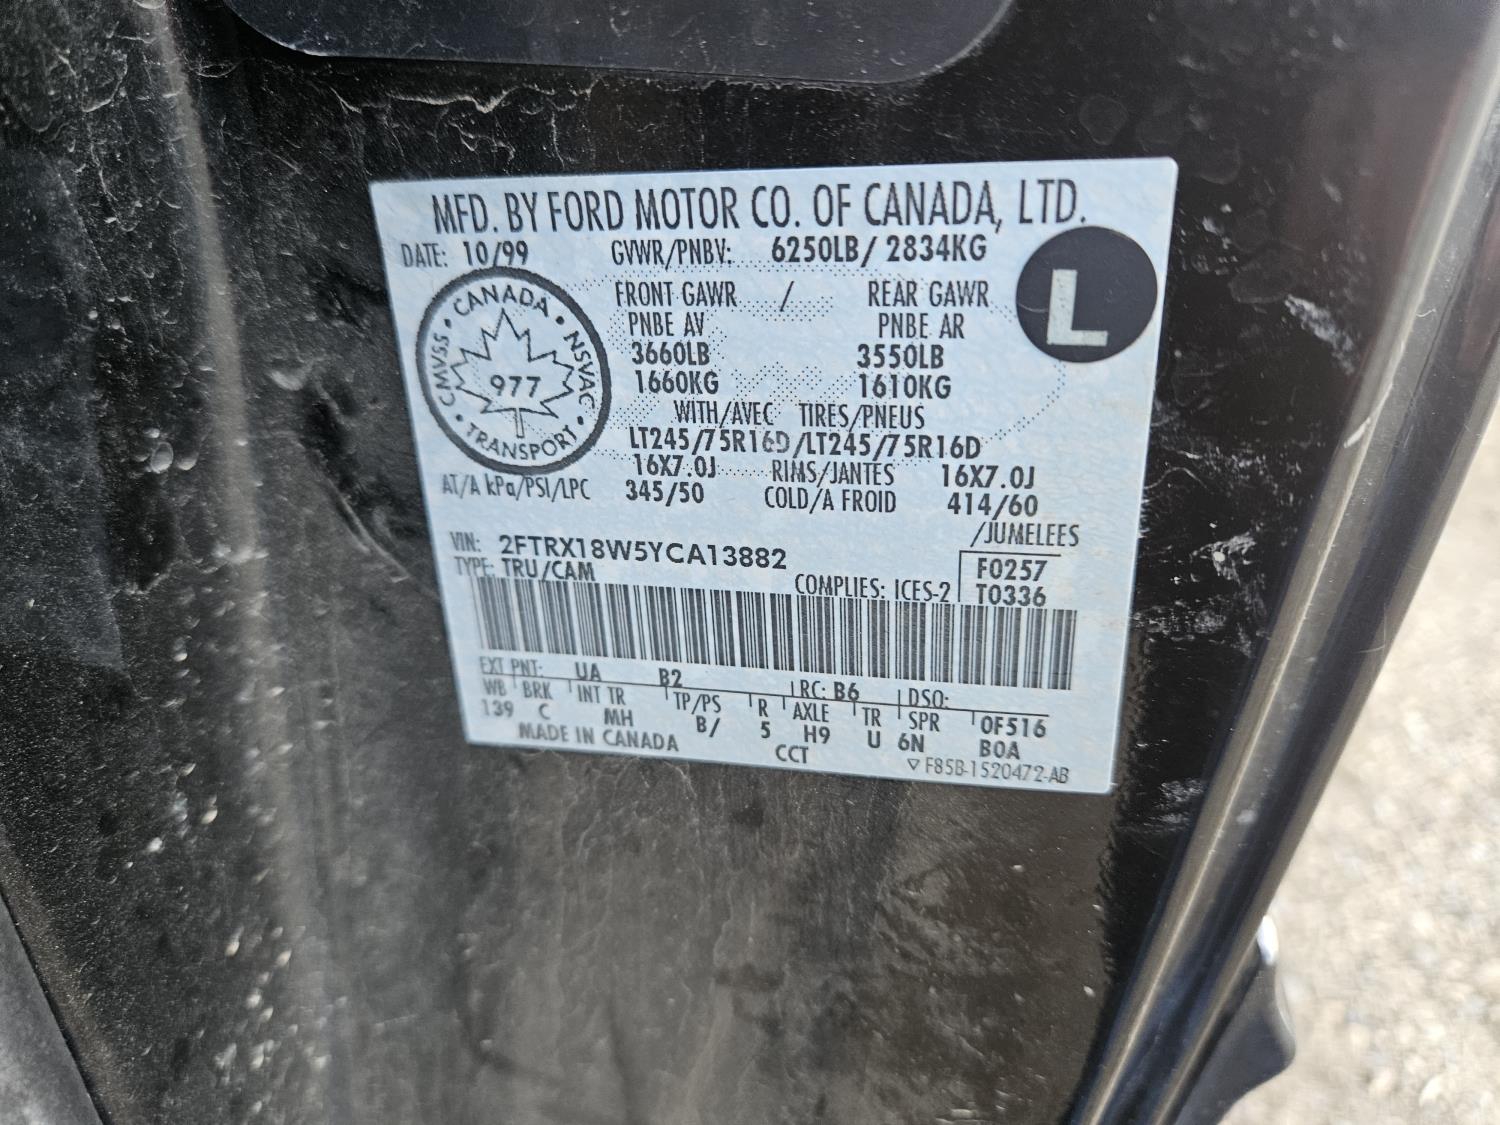 MFD. BY FORD MOTOR CO. OF CANADA, LTD.
DATE: 10/99 GVWR/PNBV: 6250LB/ 2834KG
FRONT GAWR / REAR GAWR
PNBE AV PNBE AR
3660LB 3550LB
1660KG 1610KG
WITH/AVEC TIRES/PNEUS
LT245/75R16D/LT245/75R16D
16X7.0J RIMS/JANTES 16X7.0J
AT/A kPa/PSI/LPC 345/50 COLD/A FROID 414/60
/JUMELEES
L
CANADA • NSVAC • TRANSPORT • CMVSS •
977
VIN: 2FTRX18W5YCA13882
TYPE: TRU/CAM
COMPLIES: ICES-2
F0257
T0336
EXT PNT: UA B2 RC: B6 DSO:
WB BRK INT TR TP/PS R AXLE TR SPR 0F516
139 C MH B/ 5 H9 U 6N BOA
MADE IN CANADA CCT
▽ F85B-1520472-AB